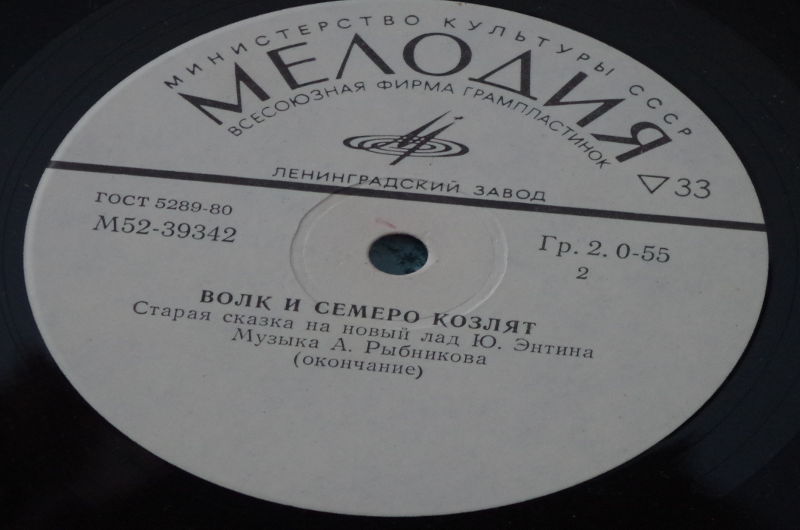 МИНИСТЕРСТВО КУЛЬТУРЫ СССР
МЕЛОДИЯ
ВСЕСОЮЗНАЯ ФИРМА ГРАМПЛАСТИНОК
ЛЕНИНГРАДСКИЙ ЗАВОД
33
ГОСТ 5289-80
М52-39342
Гр. 2. 0-55
2
ВОЛК И СЕМЕРО КОЗЛЯТ
Старая сказка на новый лад Ю. Энтина
Музыка А. Рыбникова
(окончание)